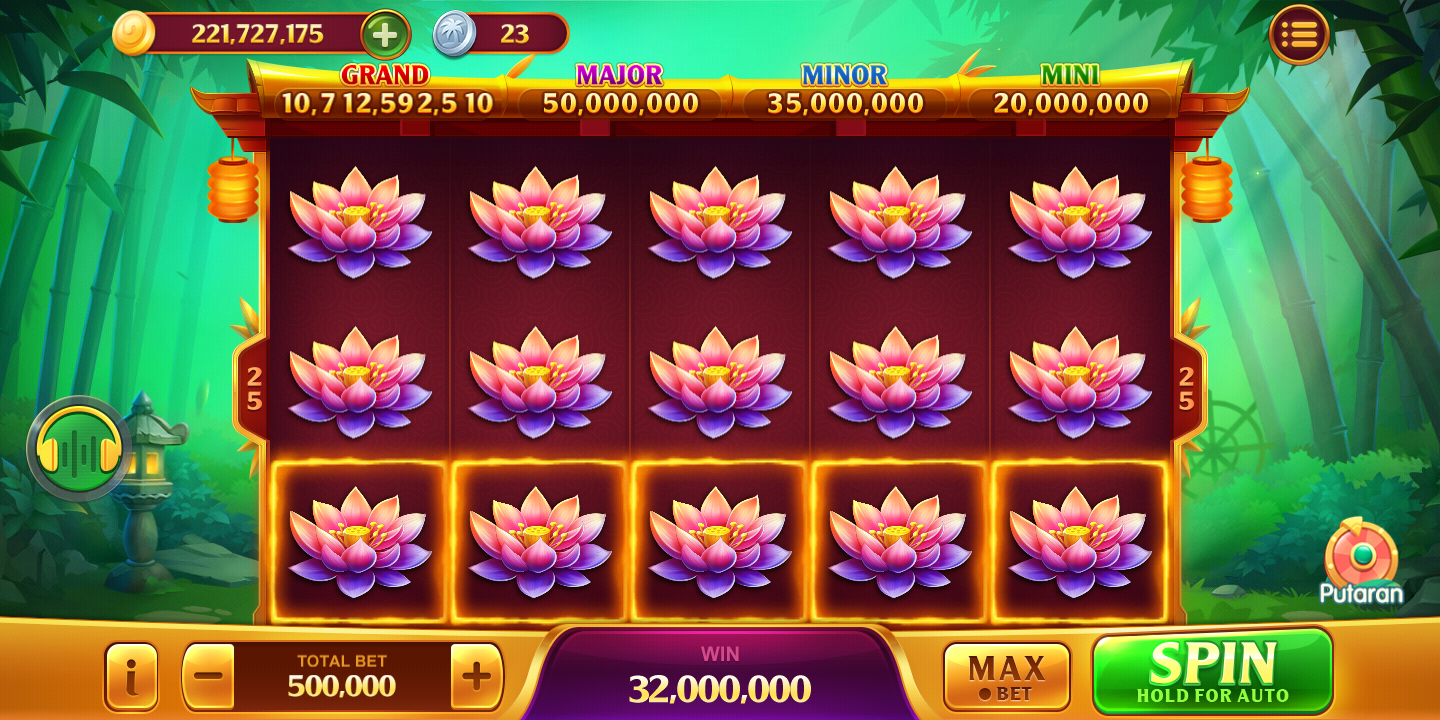 221,727,175
23
GRAND
MAJOR
MINOR
MINI
10,712,592,510
50,000,000
35,000,000
20,000,000
25
25
Putaran
TOTAL BET
500,000
WIN
32,000,000
MAX
BET
SPIN
HOLD FOR AUTO
i